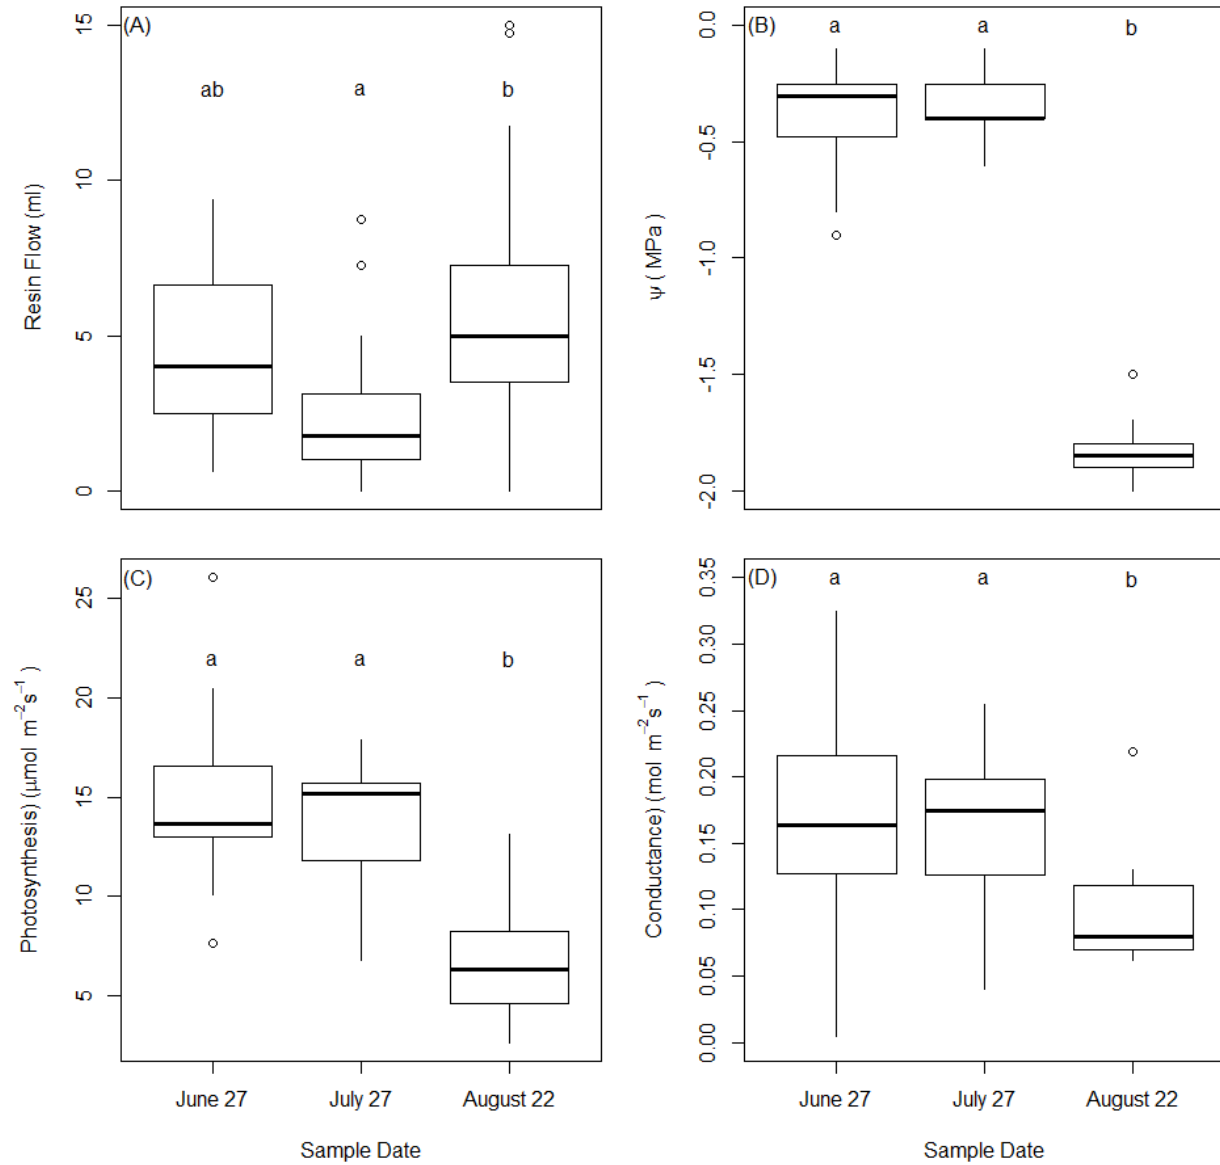 (A)
ab
a
b
15
10
5
0
Resin Flow (ml)
(B)
a
a
b
0.0
-0.5
-1.0
-1.5
-2.0
ψ ( MPa )
(C)
a
a
b
25
20
15
10
5
Photosynthesis) (μmol m⁻²s⁻¹ )
June 27
July 27
August 22
Sample Date
(D)
a
a
b
0.35
0.30
0.25
0.20
0.15
0.10
0.05
0.00
Conductance) (mol m⁻²s⁻¹ )
June 27
July 27
August 22
Sample Date